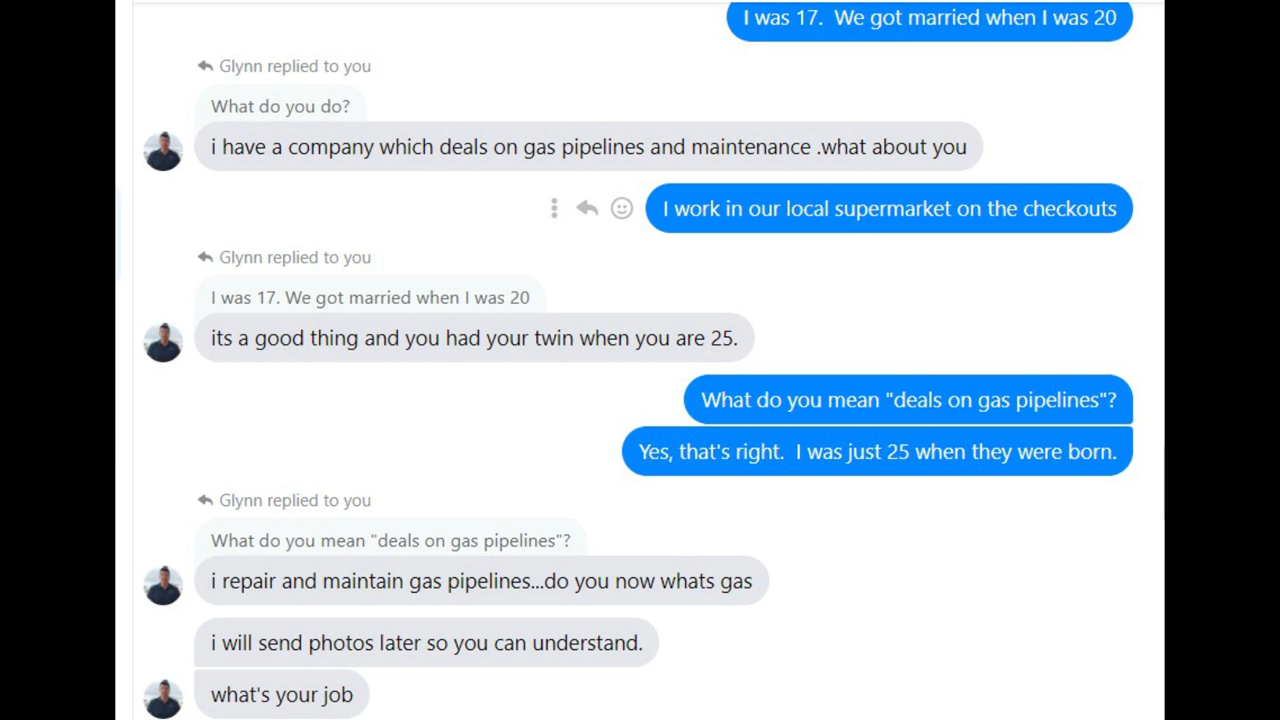 I was 17.  We got married when I was 20
Glynn replied to you
What do you do?
i have a company which deals on gas pipelines and maintenance .what about you
I work in our local supermarket on the checkouts
Glynn replied to you
I was 17. We got married when I was 20
its a good thing and you had your twin when you are 25.
What do you mean "deals on gas pipelines"?
Yes, that's right.  I was just 25 when they were born.
Glynn replied to you
What do you mean "deals on gas pipelines"?
i repair and maintain gas pipelines...do you now whats gas
i will send photos later so you can understand.
what's your job